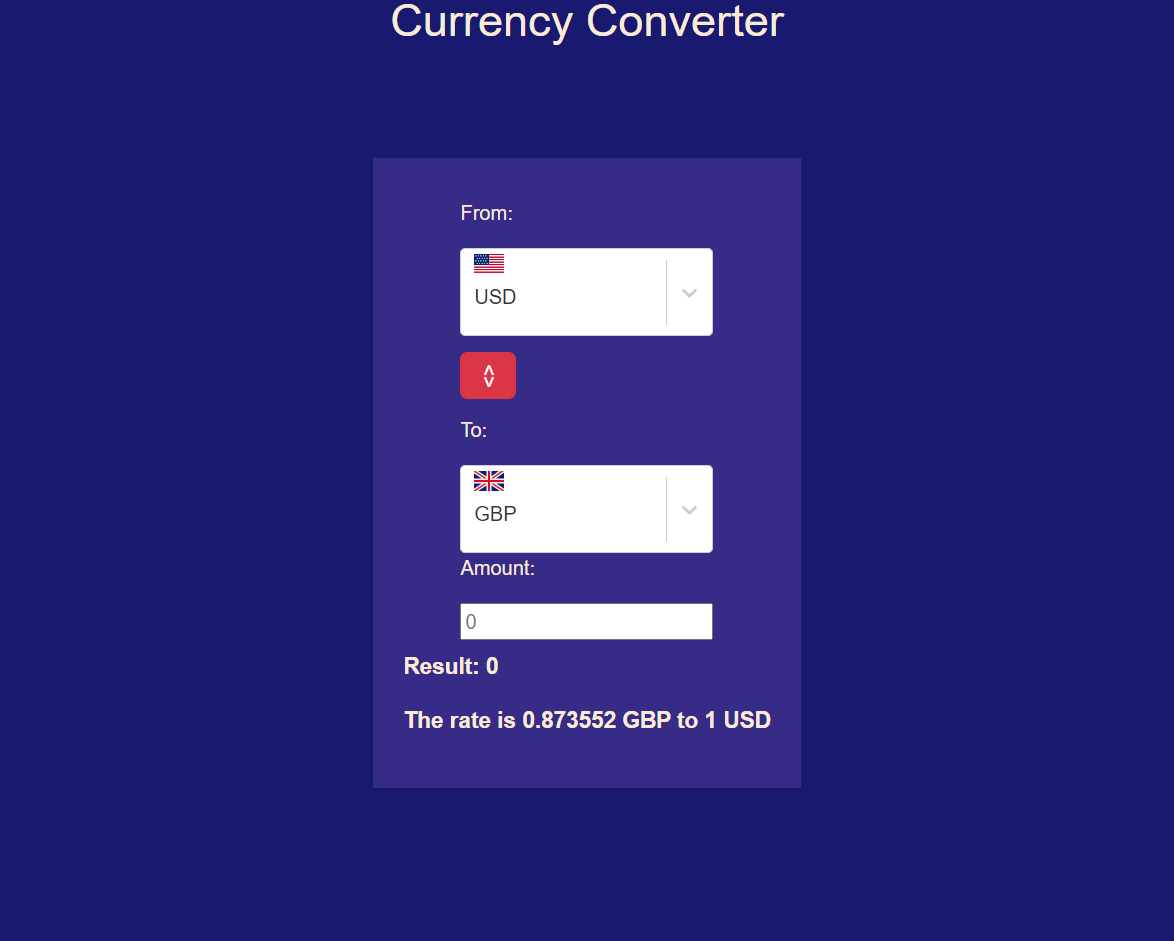 Currency Converter
From:
USD
To:
GBP
Amount:
0
Result: 0
The rate is 0.873552 GBP to 1 USD